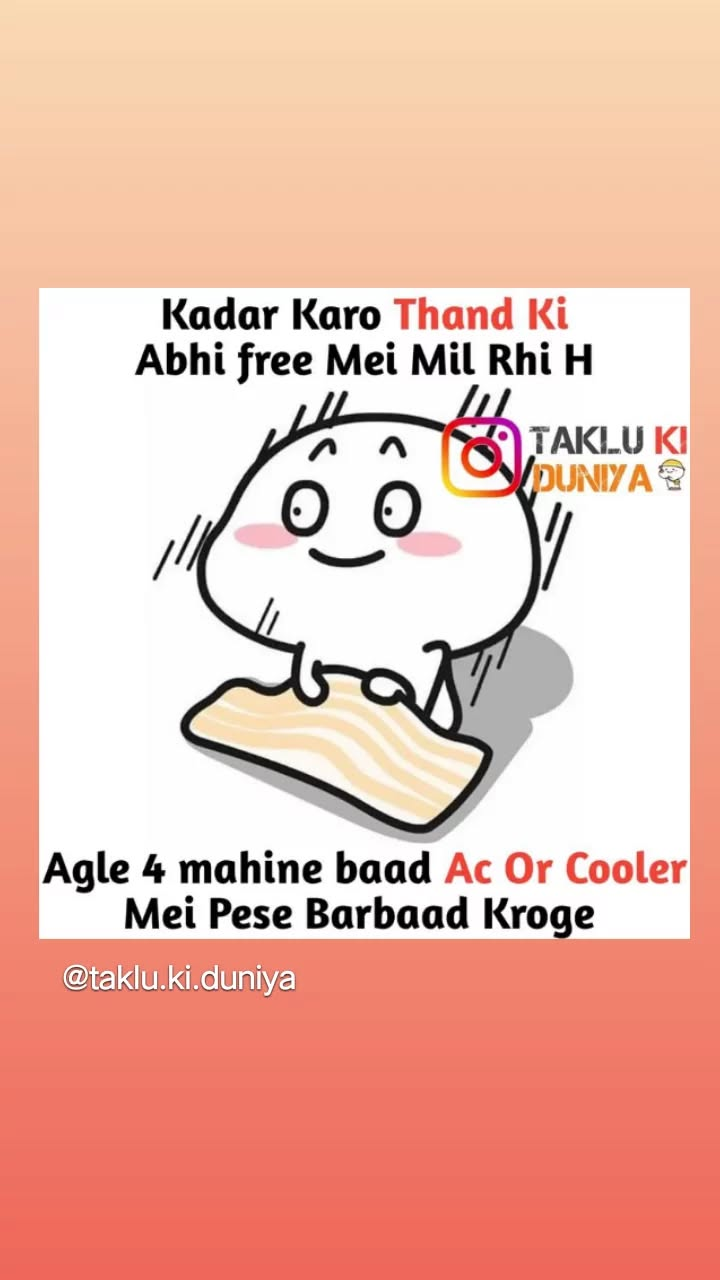 Kadar Karo Thand Ki
Abhi free Mei Mil Rhi H
TAKLU KI
DUNIYA
Agle 4 mahine baad Ac Or Cooler
Mei Pese Barbaad Kroge
@taklu.ki.duniya